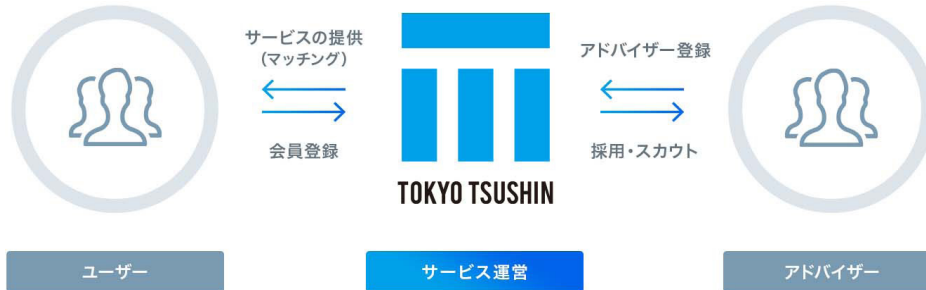 サービスの提供
(マッチング)
会員登録
TOKYO TSUSHIN
アドバイザー登録
採用・スカウト
ユーザー
サービス運営
アドバイザー